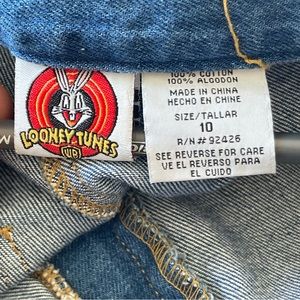 LOONEY TUNES
WB
100% COTTON
100% ALGODON
MADE IN CHINA
HECHO EN CHINE
SIZE/TALLAR
10
R/N#92426
SEE REVERSE FOR CARE
VE EL REVERSO PARA
EL CUIDO